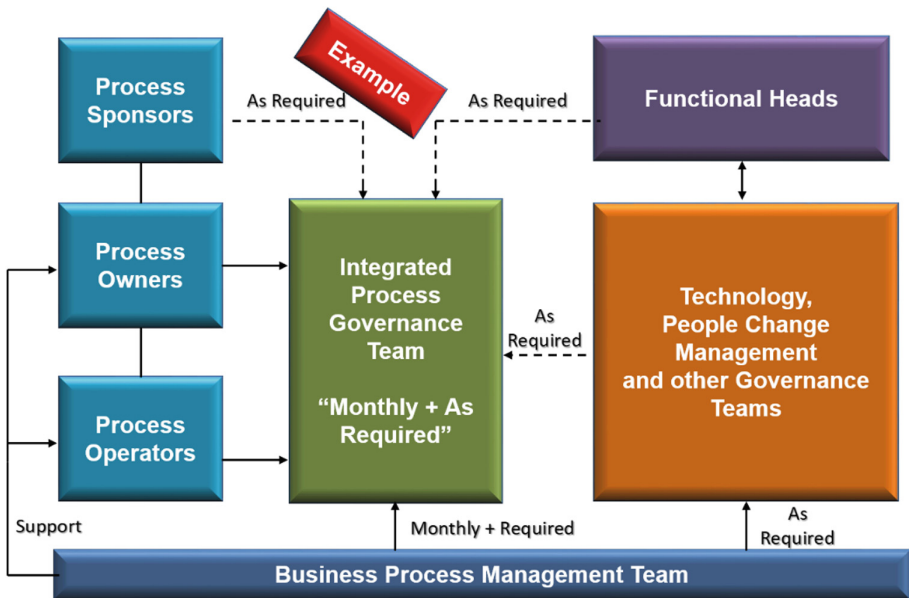 Process
Sponsors
As Required
Example
As Required
Functional Heads
Process
Owners
Integrated
Process
Governance
Team
“Monthly + As
Required”
As
Required
Technology,
People Change
Management
and other Governance
Teams
Process
Operators
Support
Monthly + Required
As
Required
Business Process Management Team